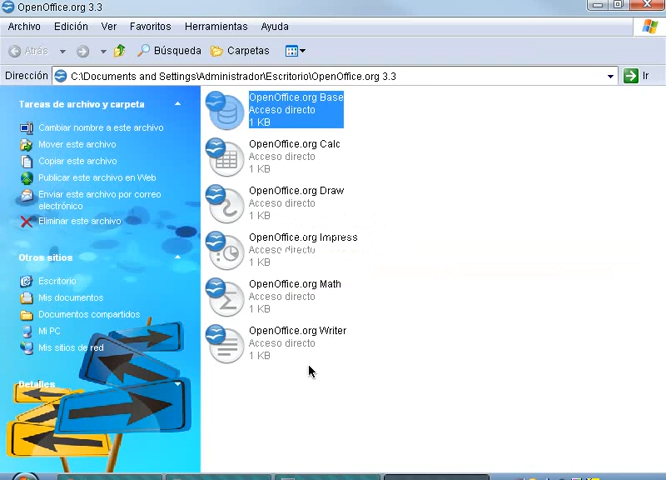 OpenOffice.org 3.3
Archivo Edición Ver Favoritos Herramientas Ayuda
Atrás Búsqueda Carpetas
Dirección C:\Documents and Settings\Administrador\Escritorio\OpenOffice.org 3.3 Ir
Tareas de archivo y carpeta
Cambiar nombre a este archivo
Mover este archivo
Copiar este archivo
Publicar este archivo en Web
Enviar este archivo por correo
electrónico
Eliminar este archivo
Otros sitios
Escritorio
Mis documentos
Documentos compartidos
Mi PC
Mis sitios de red
Detalles
OpenOffice.org Base
Acceso directo
1 KB
OpenOffice.org Calc
Acceso directo
1 KB
OpenOffice.org Draw
Acceso directo
1 KB
OpenOffice.org Impress
Acceso directo
1 KB
OpenOffice.org Math
Acceso directo
1 KB
OpenOffice.org Writer
Acceso directo
1 KB